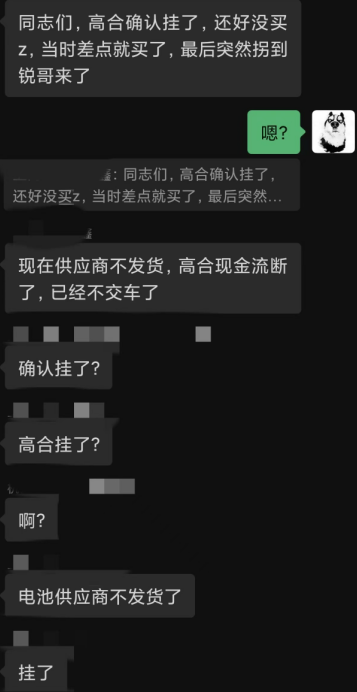 同志们，高合确认挂了，还好没买
z，当时差点就买了，最后突然拐到
锐哥来了
嗯？
：同志们，高合确认挂了，
还好没买z，当时差点就买了，最后突然...
现在供应商不发货，高合现金流断
了，已经不交车了
确认挂了？
高合挂了？
啊？
电池供应商不发货了
挂了